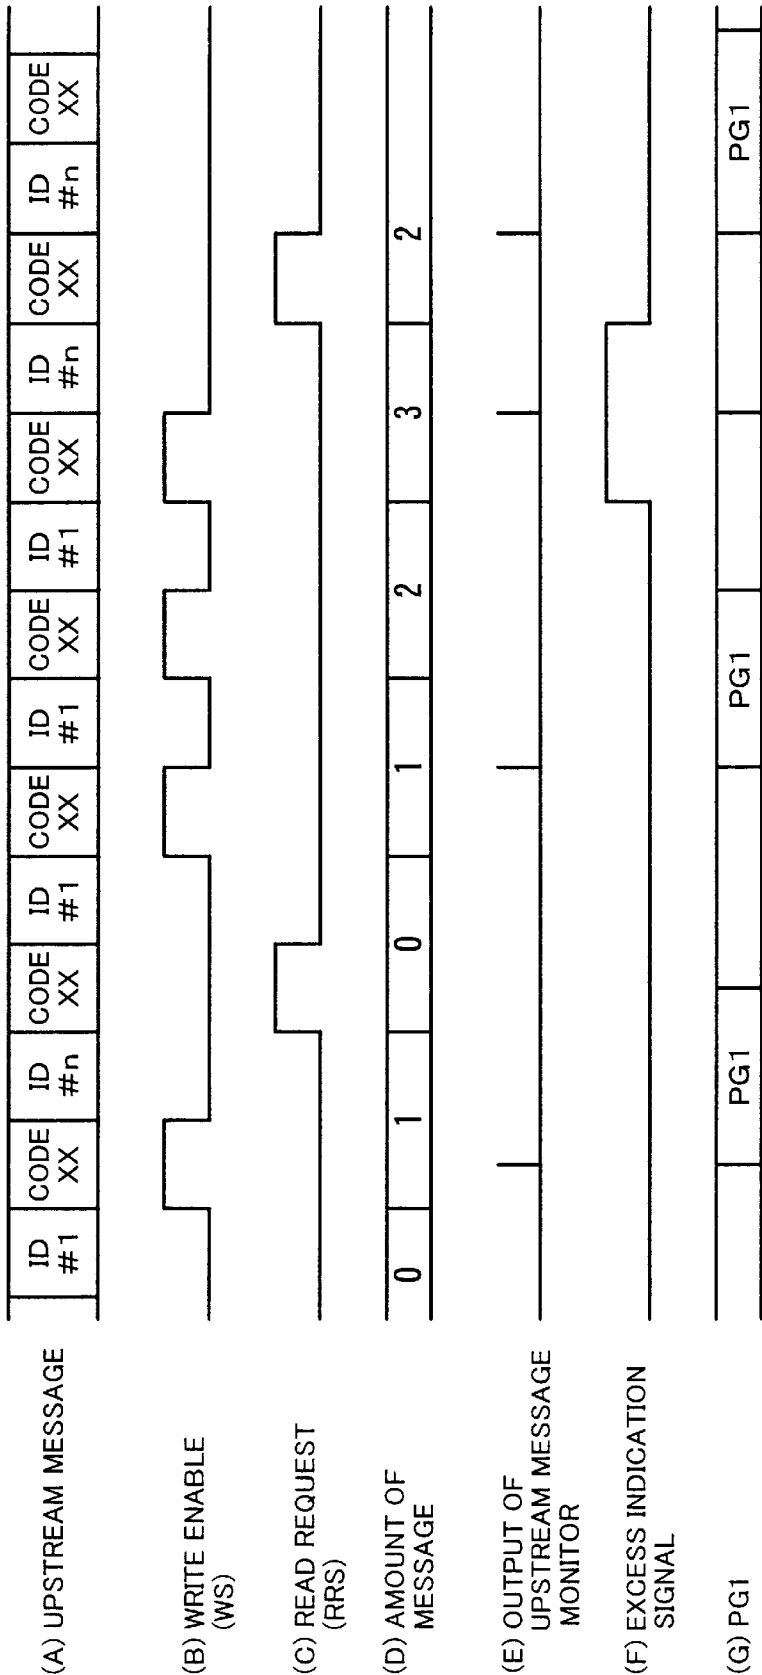 (A) UPSTREAM MESSAGE
ID
#1
CODE
XX
ID
#n
CODE
XX
ID
#1
CODE
XX
ID
#1
CODE
XX
ID
#1
CODE
XX
ID
#n
CODE
XX
ID
#n
CODE
XX
(B) WRITE ENABLE
(WS)
(C) READ REQUEST
(RRS)
(D) AMOUNT OF
MESSAGE
0 1 0 1 2 3 2
(E) OUTPUT OF
UPSTREAM MESSAGE
MONITOR
(F) EXCESS INDICATION
SIGNAL
(G) PG1
PG1 PG1 PG1